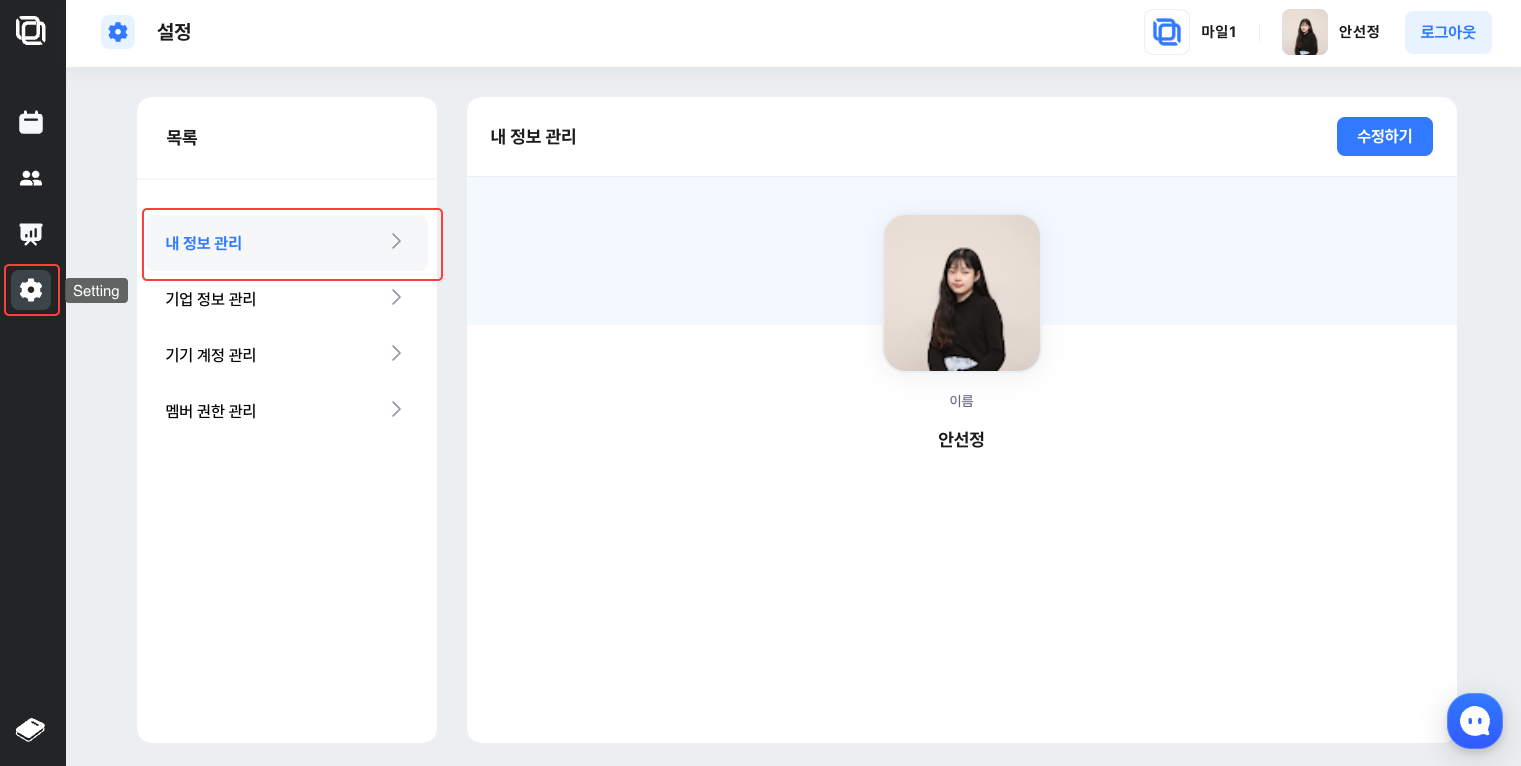 설정
마일1
안선정
로그아웃
목록
내 정보 관리
기업 정보 관리
기기 계정 관리
멤버 권한 관리
Setting
내 정보 관리
수정하기
이름
안선정